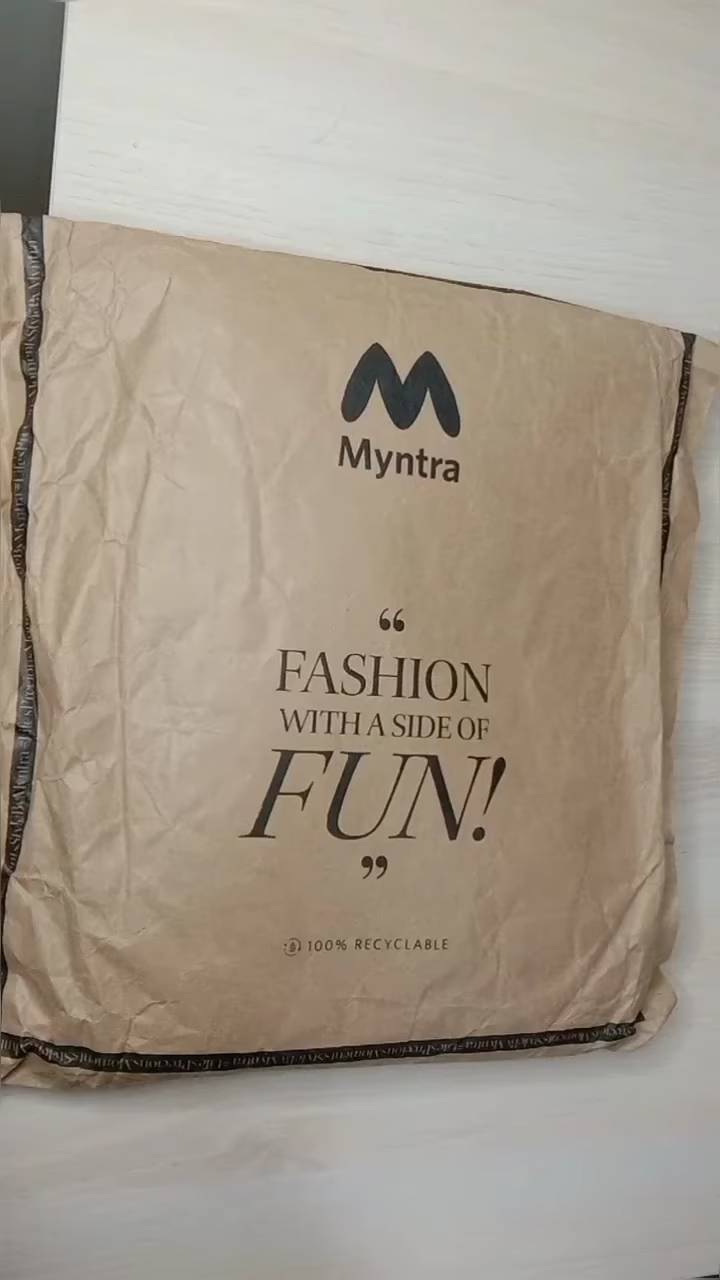 Myntra
“
FASHION
WITH A SIDE OF
FUN!
”
100% RECYCLABLE